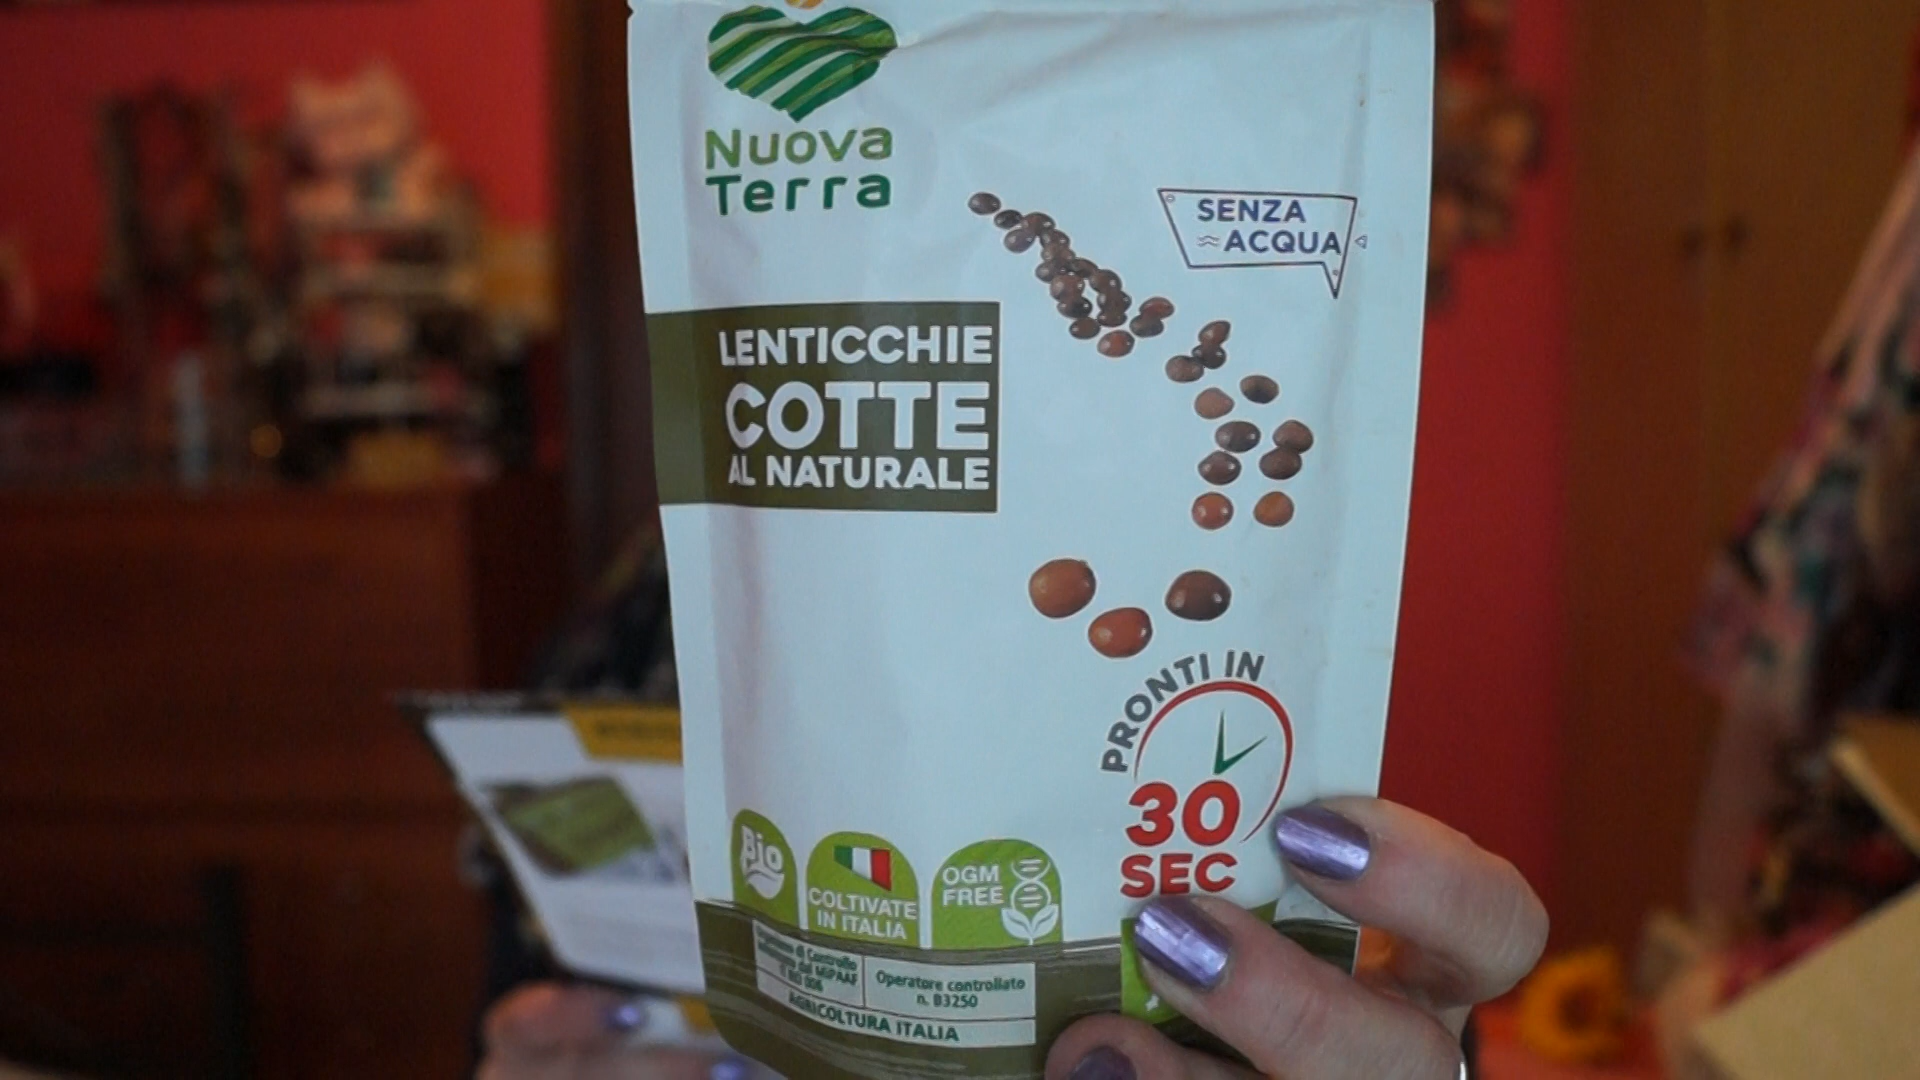 Nuova
Terra
SENZA
ACQUA
LENTICCHIE
COTTE
AL NATURALE
PRONTI IN
30
SEC
Bio
COLTIVATE
IN ITALIA
OGM
FREE
Operatore controllato
n. B3250
AGRICOLTURA ITALIA